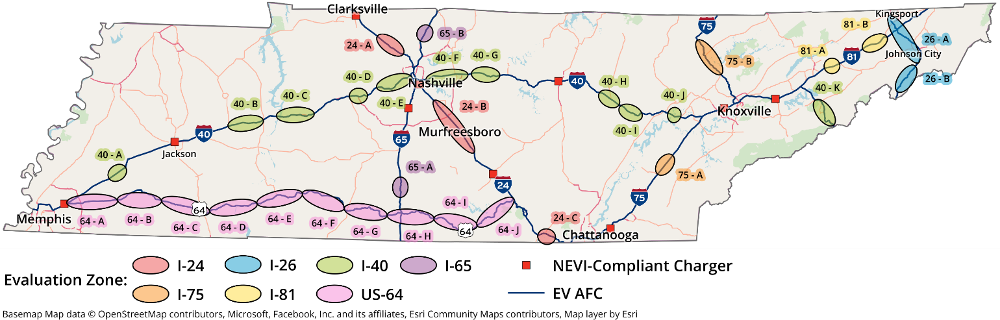 Clarksville
Kingsport
75
81 - B
65 - B
26 - A
24 - A
81 - A
Johnson City
81
40 - F
40 - G
75 - B
40 - D
Nashville
40
40 - H
26 - B
40 - K
40 - B
40 - C
40 - E
24 - B
40 - J
Knoxville
40
65
Murfreesboro
40 - I
Jackson
40 - A
65 - A
75 - A
24
75
64 - I
64
Memphis
64 - A
64 - B
64 - C
64 - D
64 - E
64 - F
64 - G
64 - H
64
64 - J
24 - C
Chattanooga
Evaluation Zone:
I-24
I-26
I-40
I-65
NEVI-Compliant Charger
I-75
I-81
US-64
EV AFC
Basemap Map data © OpenStreetMap contributors, Microsoft, Facebook, Inc. and its affiliates, Esri Community Maps contributors, Map layer by Esri